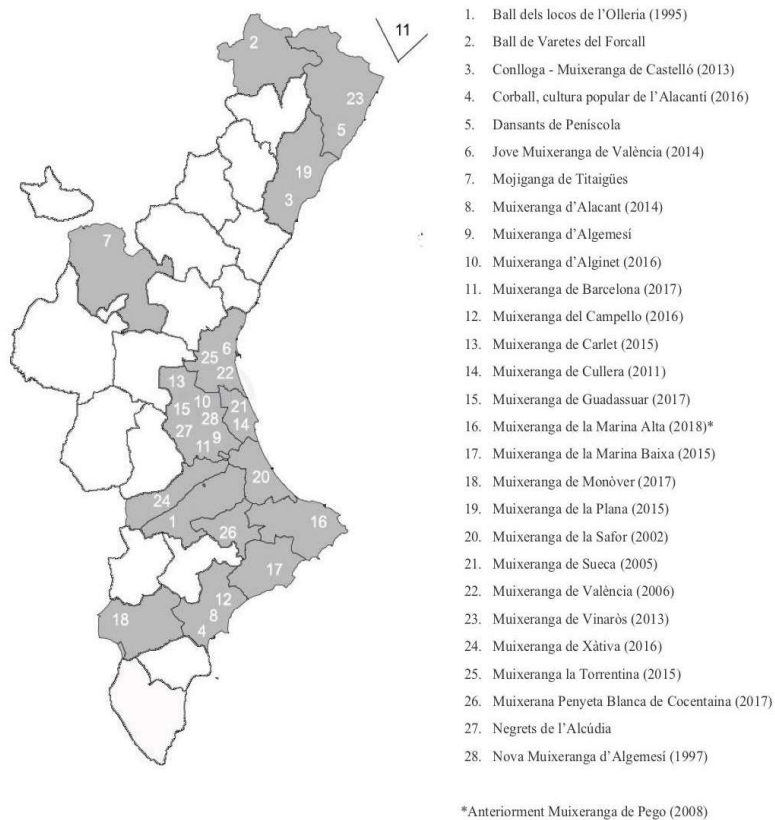 11
2
23
5
19
3
7
6
25
22
13
10
15
21
28
14
27
9
11
20
24
1
26
16
17
12
18
8
4
1. Ball dels locos de l’Olleria (1995)
2. Ball de Varetes del Forcall
3. Conlloga - Muixeranga de Castelló (2013)
4. Corball, cultura popular de l’Alacantí (2016)
5. Dansants de Peníscola
6. Jove Muixeranga de València (2014)
7. Mojiganga de Titaigües
8. Muixeranga d’Alacant (2014)
9. Muixeranga d’Algemesí
10. Muixeranga d’Alginet (2016)
11. Muixeranga de Barcelona (2017)
12. Muixeranga del Campello (2016)
13. Muixeranga de Carlet (2015)
14. Muixeranga de Cullera (2011)
15. Muixeranga de Guadassuar (2017)
16. Muixeranga de la Marina Alta (2018)*
17. Muixeranga de la Marina Baixa (2015)
18. Muixeranga de Monòver (2017)
19. Muixeranga de la Plana (2015)
20. Muixeranga de la Safor (2002)
21. Muixeranga de Sueca (2005)
22. Muixeranga de València (2006)
23. Muixeranga de Vinaròs (2013)
24. Muixeranga de Xàtiva (2016)
25. Muixeranga la Torrentina (2015)
26. Muixerana Penyeta Blanca de Cocentaina (2017)
27. Negrets de l’Alcúdia
28. Nova Muixeranga d’Algemesí (1997)
*Anteriorment Muixeranga de Pego (2008)